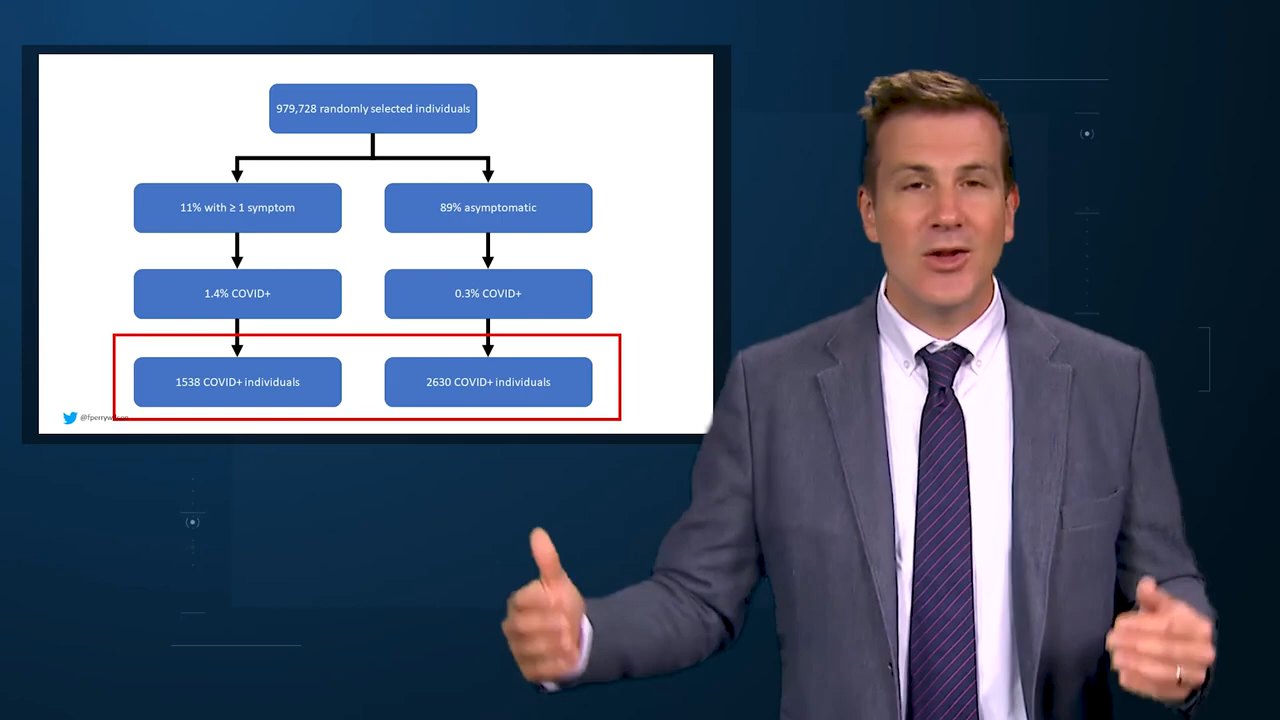 979,728 randomly selected individuals
11% with ≥ 1 symptom
89% asymptomatic
1.4% COVID+
0.3% COVID+
1538 COVID+ individuals
2630 COVID+ individuals